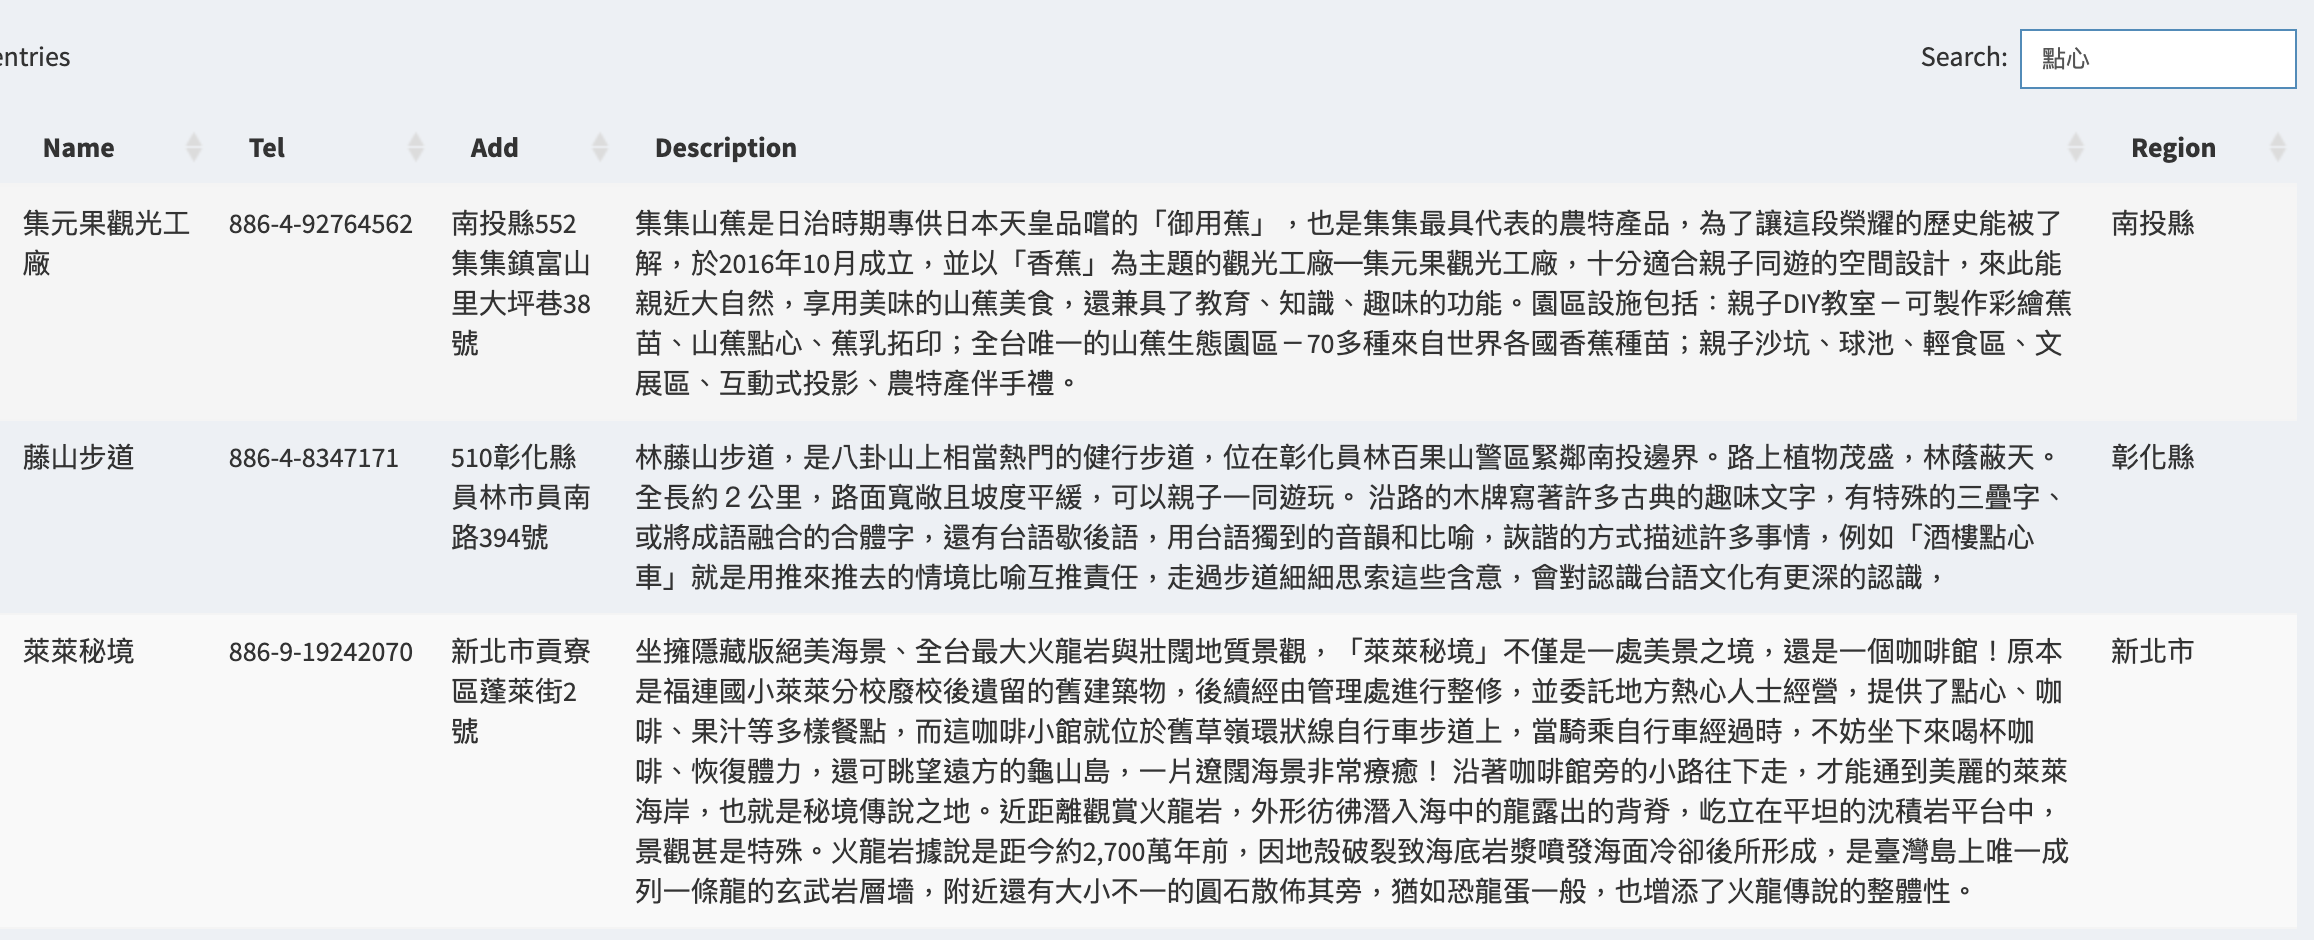 entries
Search: 點心
Name Tel Add Description Region
集元果觀光工
廠
886-4-92764562
南投縣552
集集鎮富山
里大坪巷38
號
集集山蕉是日治時期專供日本天皇品嚐的「御用蕉」，也是集集最具代表的農特產品，為了讓這段榮耀的歷史能被了
解，於2016年10月成立，並以「香蕉」為主題的觀光工廠—集元果觀光工廠，十分適合親子同遊的空間設計，來此能
親近大自然，享用美味的山蕉美食，還兼具了教育、知識、趣味的功能。園區設施包括：親子DIY教室－可製作彩繪蕉
苗、山蕉點心、蕉乳拓印；全台唯一的山蕉生態園區－70多種來自世界各國香蕉種苗；親子沙坑、球池、輕食區、文
展區、互動式投影、農特產伴手禮。
南投縣
藤山步道
886-4-8347171
510彰化縣
員林市員南
路394號
林藤山步道，是八卦山上相當熱門的健行步道，位在彰化員林百果山警區緊鄰南投邊界。路上植物茂盛，林蔭蔽天。
全長約２公里，路面寬敞且坡度平緩，可以親子一同遊玩。 沿路的木牌寫著許多古典的趣味文字，有特殊的三疊字、
或將成語融合的合體字，還有台語歇後語，用台語獨到的音韻和比喻，詼諧的方式描述許多事情，例如「酒樓點心
車」就是用推來推去的情境比喻互推責任，走過步道細細思索這些含意，會對認識台語文化有更深的認識，
彰化縣
萊萊秘境
886-9-19242070
新北市貢寮
區蓬萊街2
號
坐擁隱藏版絕美海景、全台最大火龍岩與壯闊地質景觀，「萊萊秘境」不僅是一處美景之境，還是一個咖啡館！原本
是福連國小萊萊分校廢校後遺留的舊建築物，後續經由管理處進行整修，並委託地方熱心人士經營，提供了點心、咖
啡、果汁等多樣餐點，而這咖啡小館就位於舊草嶺環狀線自行車步道上，當騎乘自行車經過時，不妨坐下來喝杯咖
啡、恢復體力，還可眺望遠方的龜山島，一片遼闊海景非常療癒！ 沿著咖啡館旁的小路往下走，才能通到美麗的萊萊
海岸，也就是秘境傳說之地。近距離觀賞火龍岩，外形彷彿潛入海中的龍露出的背脊，屹立在平坦的沈積岩平台中，
景觀甚是特殊。火龍岩據說是距今約2,700萬年前，因地殼破裂致海底岩漿噴發海面冷卻後所形成，是臺灣島上唯一成
列一條龍的玄武岩層墻，附近還有大小不一的圓石散佈其旁，猶如恐龍蛋一般，也增添了火龍傳說的整體性。
新北市